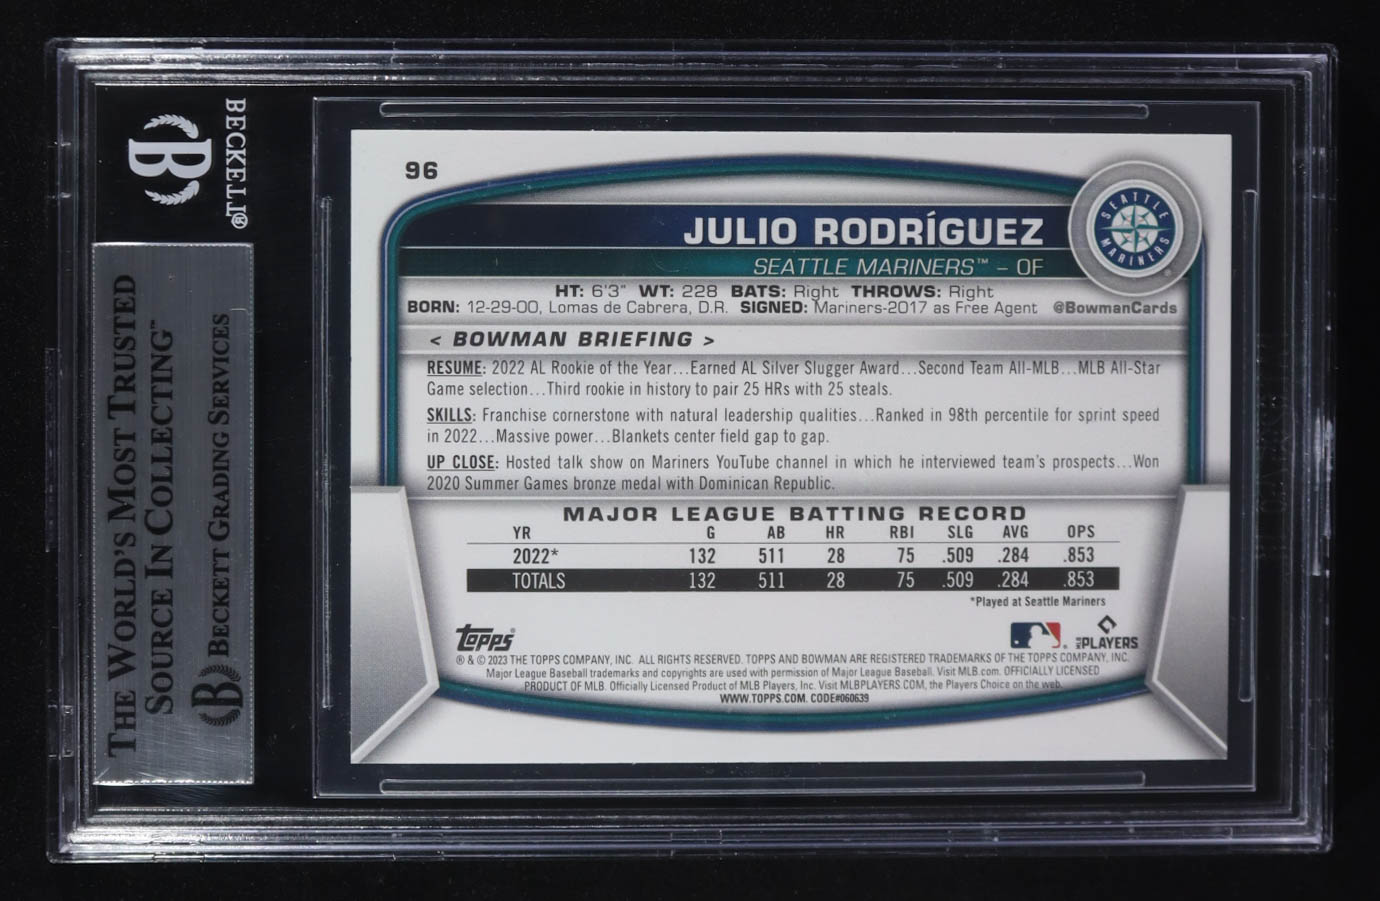 BECKETT®
B
THE WORLD'S MOST TRUSTED
SOURCE IN COLLECTING™
B BECKETT GRADING SERVICES
96
SEATTLE MARINERS
JULIO RODRÍGUEZ
SEATTLE MARINERS™ – OF
HT: 6'3" WT: 228 BATS: Right THROWS: Right
BORN: 12-29-00, Lomas de Cabrera, D.R. SIGNED: Mariners-2017 as Free Agent @BowmanCards
< BOWMAN BRIEFING >
RESUME: 2022 AL Rookie of the Year...Earned AL Silver Slugger Award...Second Team All-MLB...MLB All-Star
Game selection...Third rookie in history to pair 25 HRs with 25 steals.
SKILLS: Franchise cornerstone with natural leadership qualities...Ranked in 98th percentile for sprint speed
in 2022...Massive power...Blankets center field gap to gap.
UP CLOSE: Hosted talk show on Mariners YouTube channel in which he interviewed team's prospects...Won
2020 Summer Games bronze medal with Dominican Republic.
MAJOR LEAGUE BATTING RECORD
YR G AB HR RBI SLG AVG OPS
2022* 132 511 28 75 .509 .284 .853
TOTALS 132 511 28 75 .509 .284 .853
*Played at Seattle Mariners
Topps
MLB PLAYERS
® & © 2023 THE TOPPS COMPANY, INC. ALL RIGHTS RESERVED. TOPPS AND BOWMAN ARE REGISTERED TRADEMARKS OF THE TOPPS COMPANY, INC.
Major League Baseball trademarks and copyrights are used with permission of Major League Baseball. Visit MLB.com. OFFICIALLY LICENSED
PRODUCT OF MLB. Officially Licensed Product of MLB Players, Inc. Visit MLBPLAYERS.COM, the Players Choice on the web.
WWW.TOPPS.COM. CODE#060639